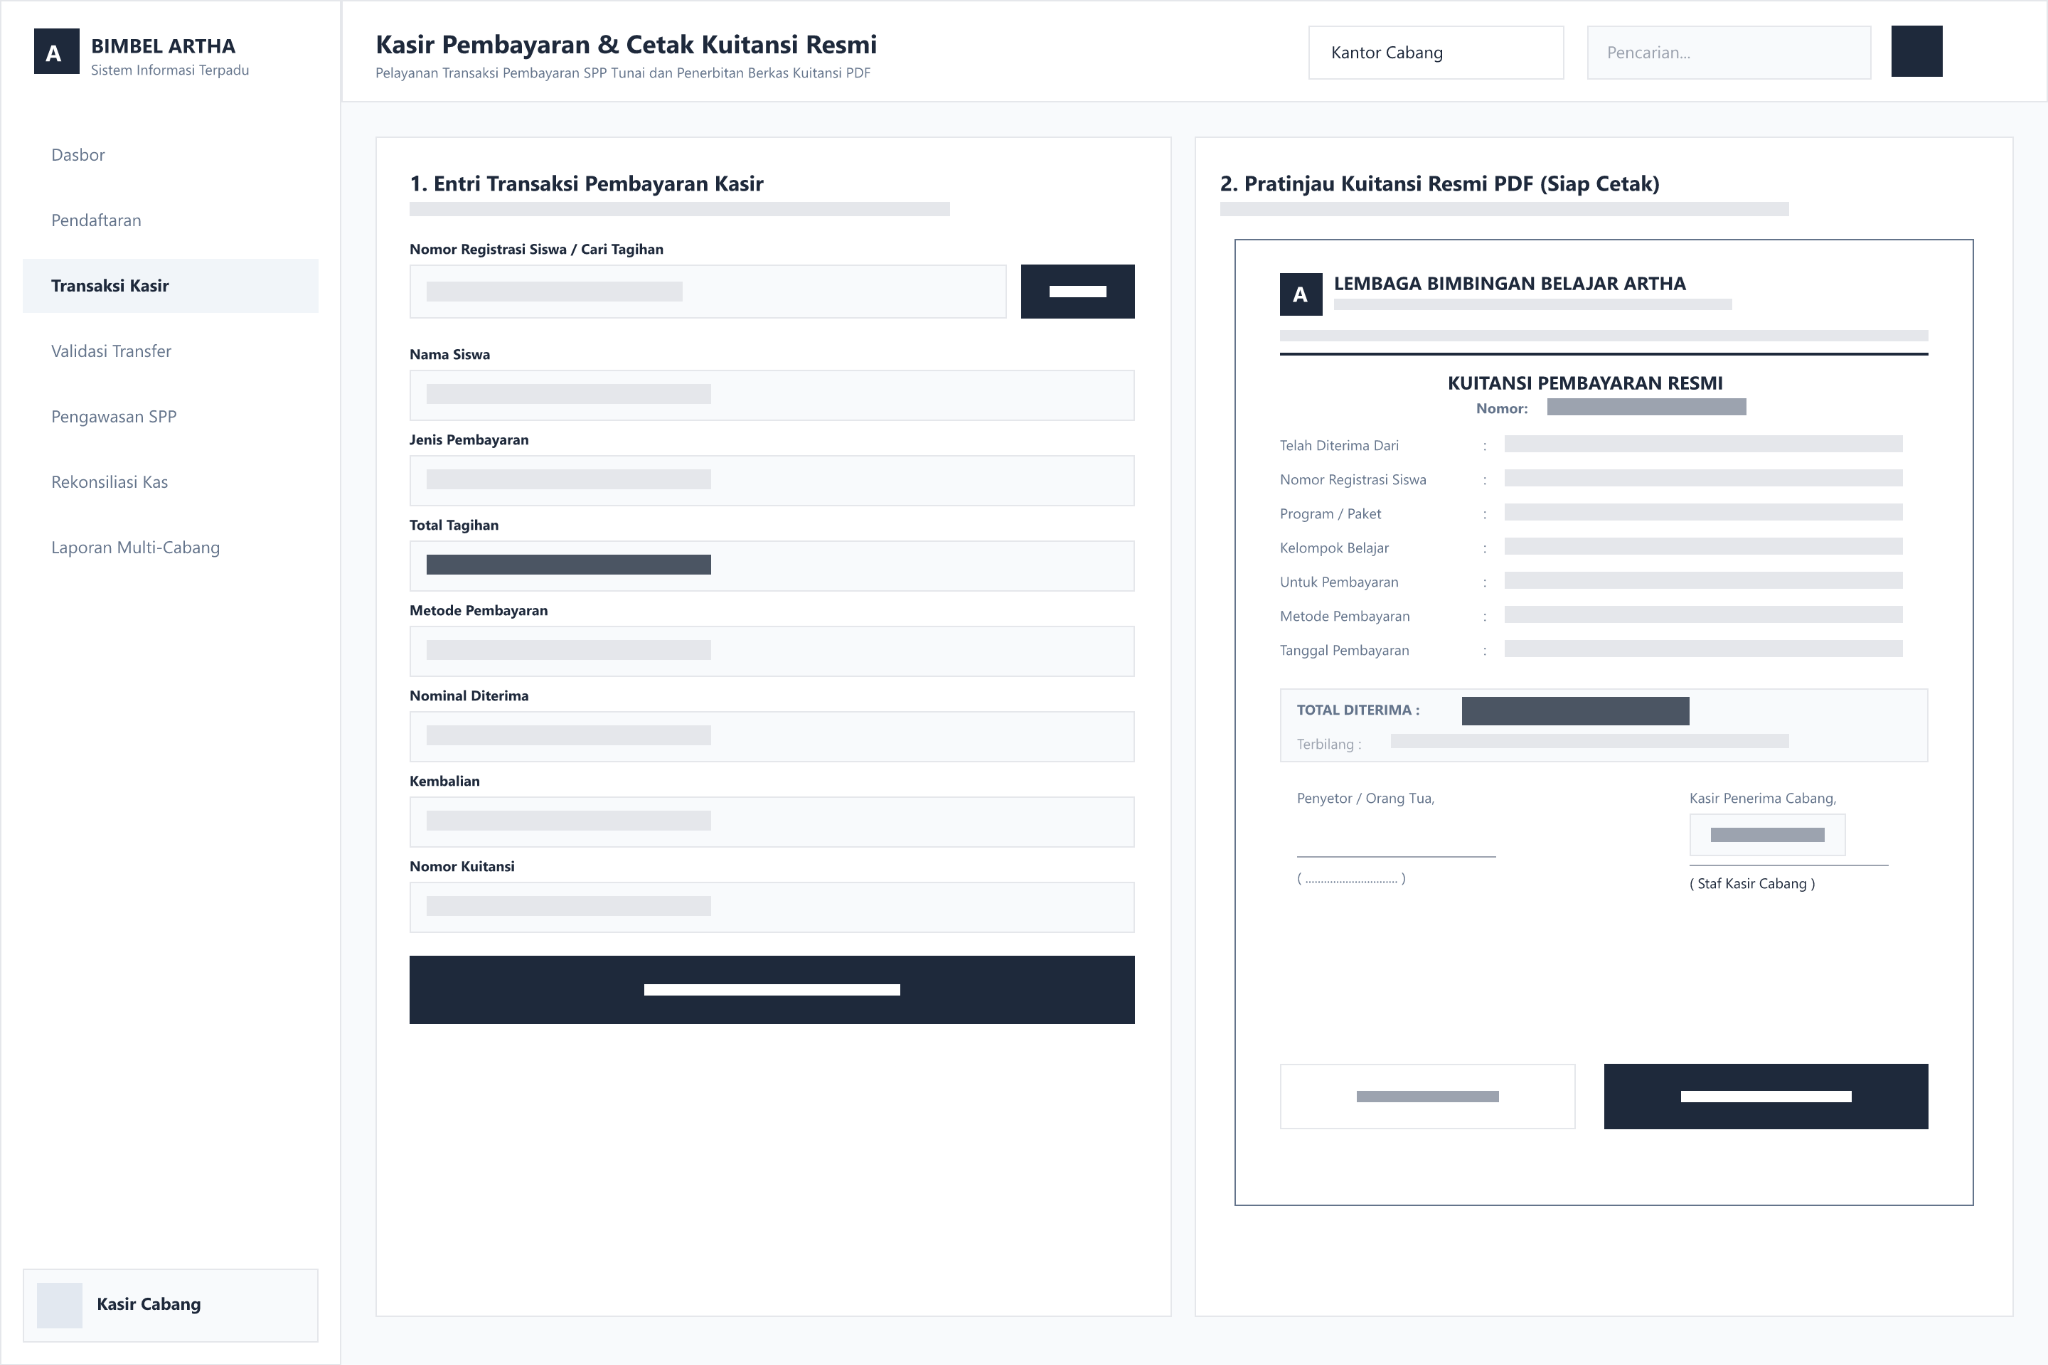 A
BIMBEL ARTHA
Sistem Informasi Terpadu
Dasbor
Pendaftaran
Transaksi Kasir
Validasi Transfer
Pengawasan SPP
Rekonsiliasi Kas
Laporan Multi-Cabang
Kasir Cabang
Kasir Pembayaran & Cetak Kuitansi Resmi
Pelayanan Transaksi Pembayaran SPP Tunai dan Penerbitan Berkas Kuitansi PDF
Kantor Cabang
Pencarian...
1. Entri Transaksi Pembayaran Kasir
Nomor Registrasi Siswa / Cari Tagihan
Nama Siswa
Jenis Pembayaran
Total Tagihan
Metode Pembayaran
Nominal Diterima
Kembalian
Nomor Kuitansi
2. Pratinjau Kuitansi Resmi PDF (Siap Cetak)
A
LEMBAGA BIMBINGAN BELAJAR ARTHA
KUITANSI PEMBAYARAN RESMI
Nomor:
Telah Diterima Dari :
Nomor Registrasi Siswa :
Program / Paket :
Kelompok Belajar :
Untuk Pembayaran :
Metode Pembayaran :
Tanggal Pembayaran :
TOTAL DITERIMA :
Terbilang :
Penyetor / Orang Tua,
( .............................. )
Kasir Penerima Cabang,
( Staf Kasir Cabang )